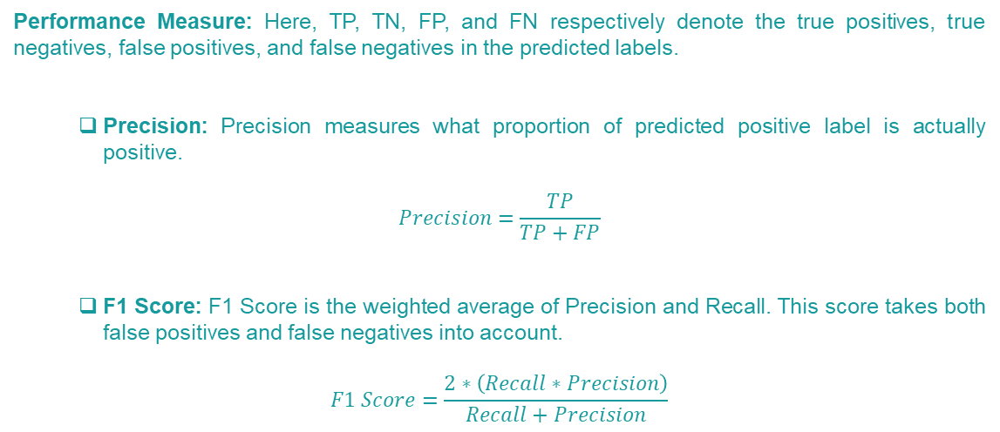 Performance Measure: Here, TP, TN, FP, and FN respectively denote the true positives, true
negatives, false positives, and false negatives in the predicted labels.
❑ Precision: Precision measures what proportion of predicted positive label is actually
positive.
Precision = TP / (TP + FP)
❑ F1 Score: F1 Score is the weighted average of Precision and Recall. This score takes both
false positives and false negatives into account.
F1 Score = 2 * (Recall * Precision) / (Recall + Precision)